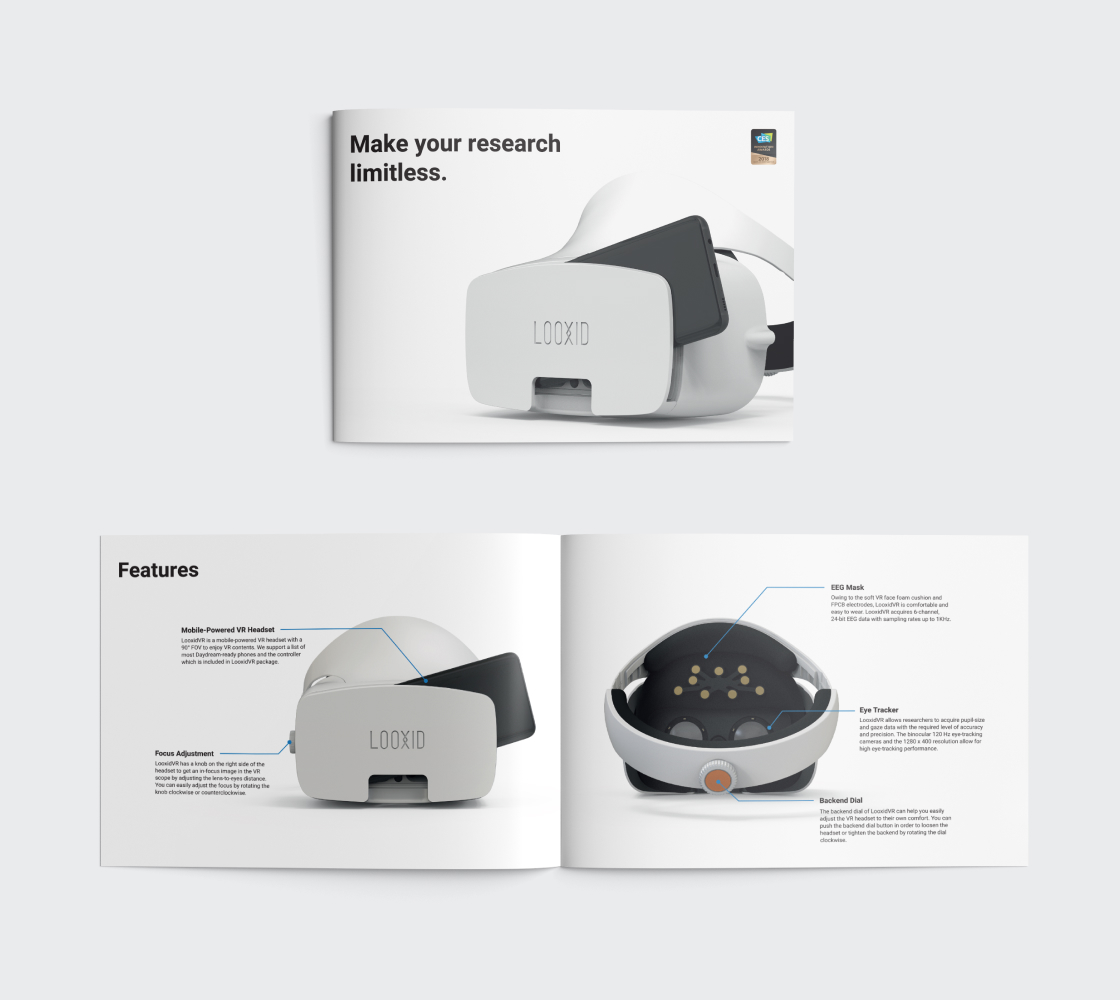 Make your research
limitless.
CES
2018
LOOXID
Features
Mobile-Powered VR Headset
LooxidVR is a mobile-powered VR headset with a
90° FOV to enjoy VR contents. We support a list of
most Daydream-ready phones and the controller
which is included in LooxidVR package.
LOOXID
Focus Adjustment
LooxidVR has a knob on the right side of the
headset to get an in-focus image in the VR
scope by adjusting the lens-to-eyes distance.
You can easily adjust the focus by rotating the
knob clockwise or counterclockwise.
EEG Mask
Owing to the soft VR face foam cushion and
FPCB electrodes, LooxidVR is comfortable and
easy to wear. LooxidVR acquires 6-channel,
24-bit EEG data with sampling rates up to 1KHz.
Eye Tracker
LooxidVR allows researchers to acquire pupil-size
and gaze data with the required level of accuracy
and precision. The binocular 120 Hz eye-tracking
cameras and the 1280 x 400 resolution allow for
high eye-tracking performance.
Backend Dial
The backend dial of LooxidVR can help you easily
adjust the VR headset to their own comfort. You can
push the backend dial button in order to loosen the
headset or tighten the backend by rotating the dial
clockwise.